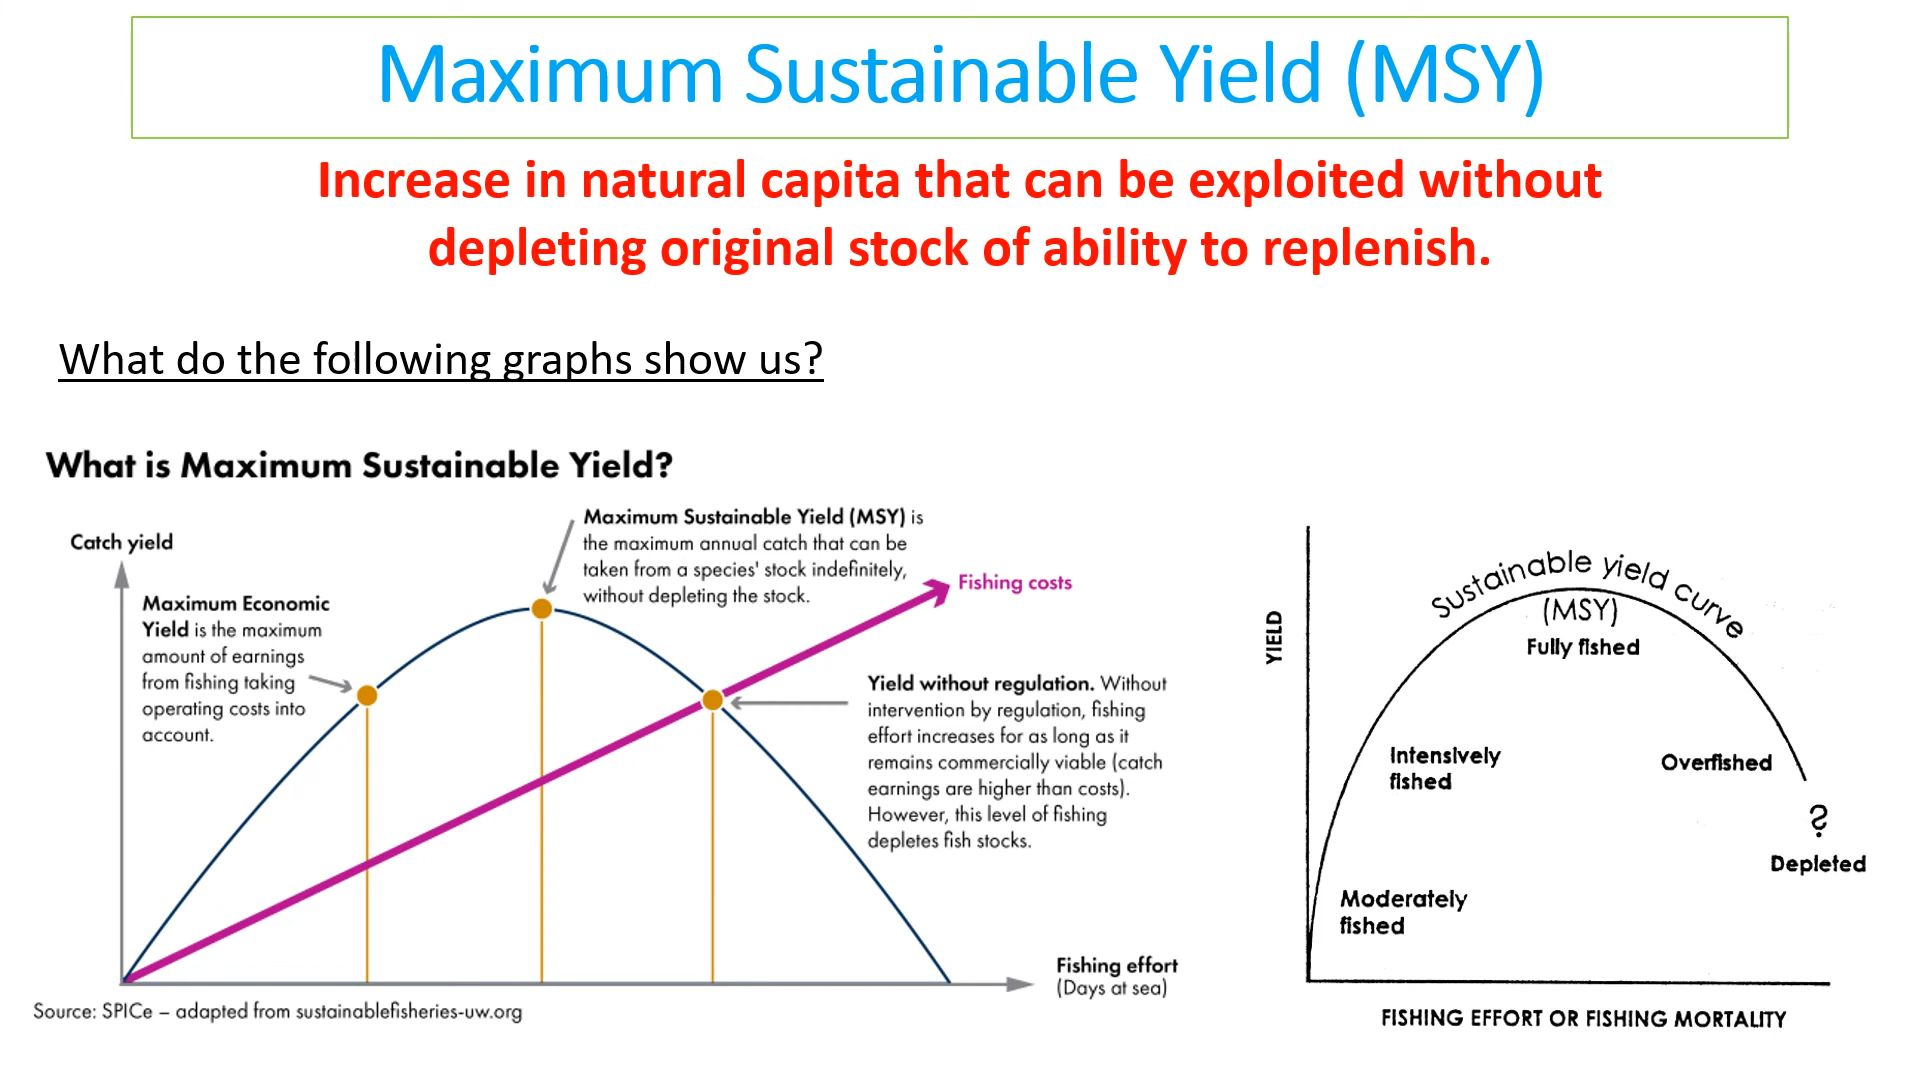 Maximum Sustainable Yield (MSY)
Increase in natural capita that can be exploited without
depleting original stock of ability to replenish.
What do the following graphs show us?
What is Maximum Sustainable Yield?
Catch yield
Maximum Economic
Yield is the maximum
amount of earnings
from fishing taking
operating costs into
account.
Maximum Sustainable Yield (MSY) is
the maximum annual catch that can be
taken from a species' stock indefinitely,
without depleting the stock.
Fishing costs
Yield without regulation. Without
intervention by regulation, fishing
effort increases for as long as it
remains commercially viable (catch
earnings are higher than costs).
However, this level of fishing
depletes fish stocks.
Fishing effort
(Days at sea)
Source: SPICe – adapted from sustainablefisheries-uw.org
YIELD
Sustainable yield curve
(MSY)
Fully fished
Intensively
fished
Overfished
?
Depleted
Moderately
fished
FISHING EFFORT OR FISHING MORTALITY